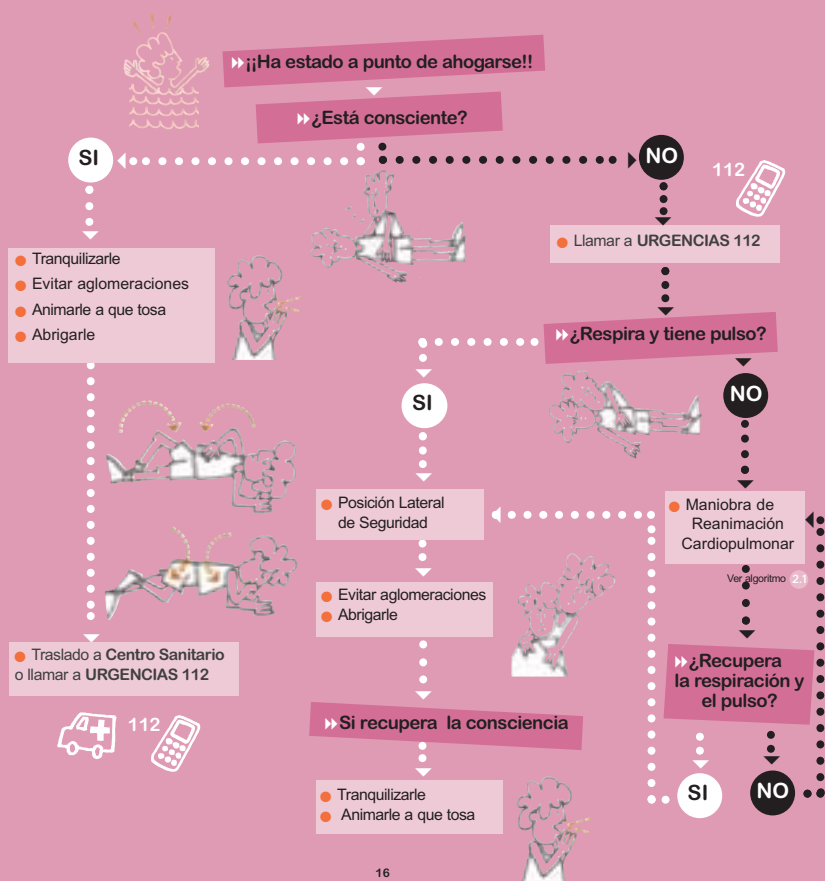 ¡¡Ha estado a punto de ahogarse!!
¿Está consciente?
SI
NO
112
Tranquilizarle
Evitar aglomeraciones
Animarle a que tosa
Abrigarle
Llamar a URGENCIAS 112
¿Respira y tiene pulso?
SI
NO
Posición Lateral
de Seguridad
Maniobra de
Reanimación
Cardiopulmonar
Ver algoritmo 2.1
Evitar aglomeraciones
Abrigarle
Traslado a Centro Sanitario
o llamar a URGENCIAS 112
112
¿Recupera
la respiración y
el pulso?
Si recupera la consciencia
SI
NO
Tranquilizarle
Animarle a que tosa
16